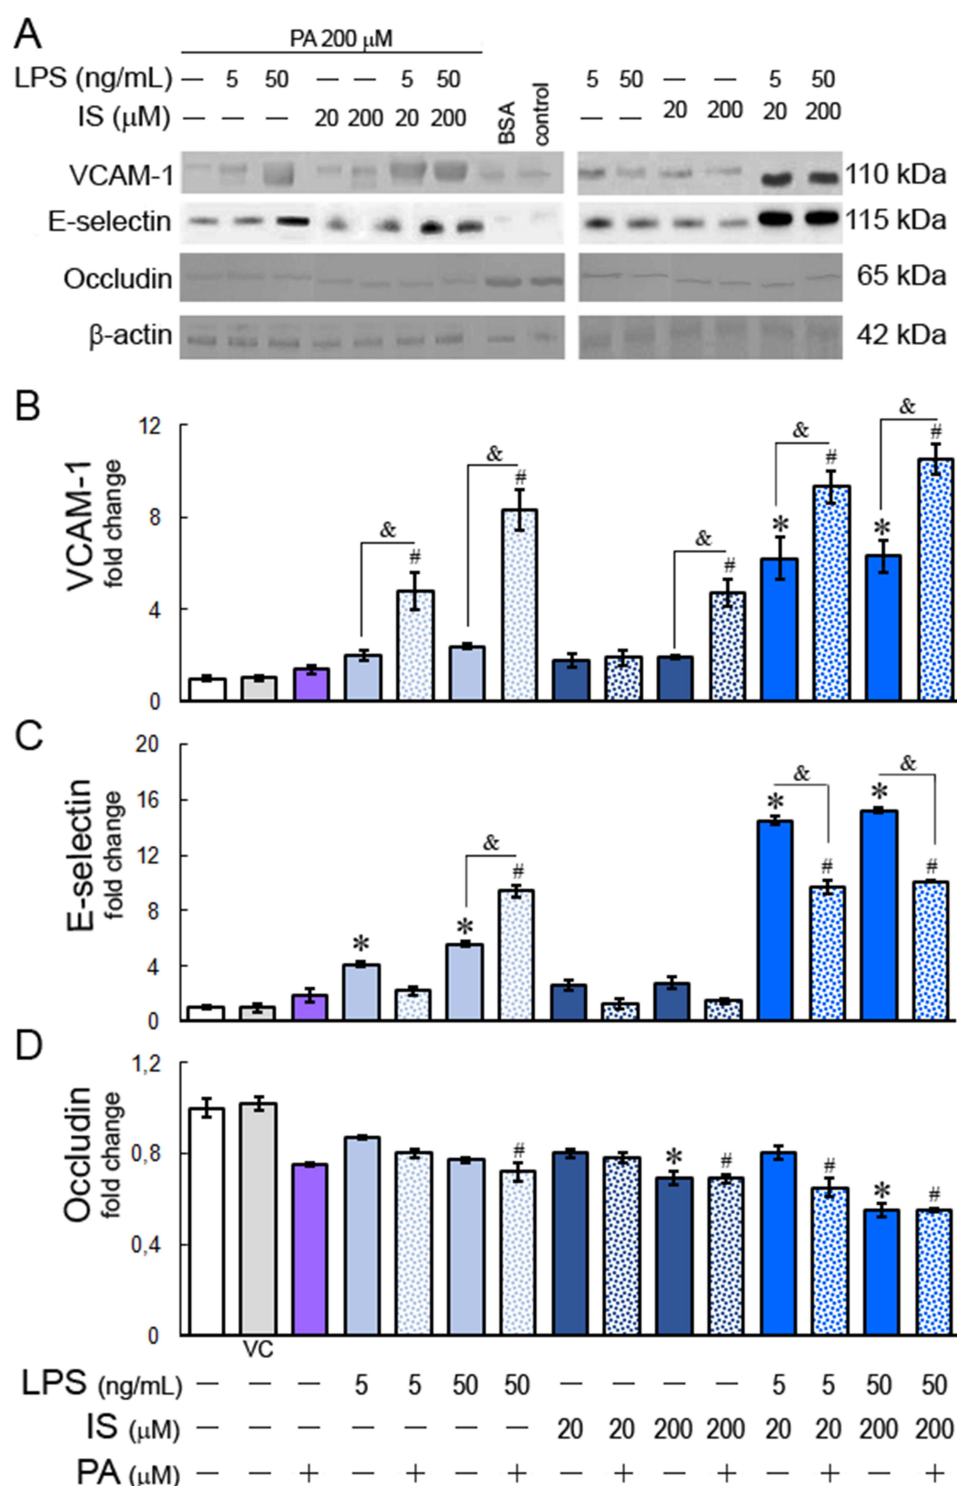 A
PA 200 μM
LPS (ng/mL) — 5 50 — — 5 50 BSA control 5 50 — — 5 50
IS (μM) — — — 20 200 20 200 — — 20 200 20 200
VCAM-1 110 kDa
E-selectin 115 kDa
Occludin 65 kDa
β-actin 42 kDa
B
VCAM-1
fold change
12
8
4
0
& # & # & # * & # * & #
C
E-selectin
fold change
20
16
12
8
4
0
* * & # * & # * & #
D
Occludin
fold change
1,2
0,8
0,4
0
# * # # * #
VC
LPS (ng/mL) — — — 5 5 50 50 — — — — 5 5 50 50
IS (μM) — — — — — — — 20 20 200 200 20 20 200 200
PA (μM) — — + — + — + — + — + — + — +